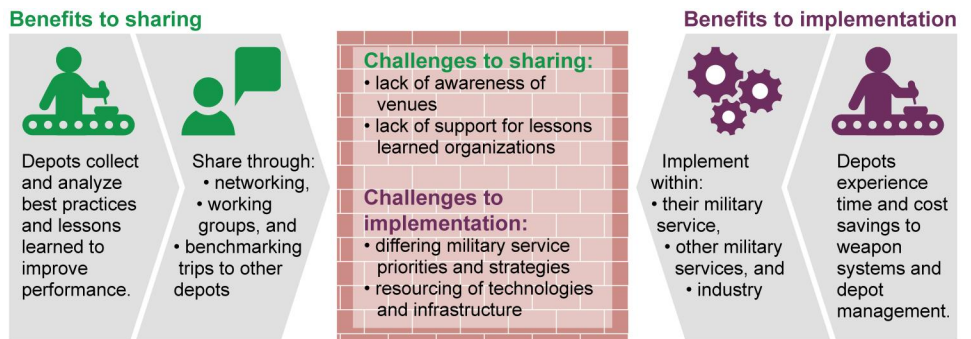 Benefits to sharing
Depots collect
and analyze
best practices
and lessons
learned to
improve
performance.
Share through:
• networking,
• working
groups, and
• benchmarking
trips to other
depots
Challenges to sharing:
• lack of awareness of
venues
• lack of support for lessons
learned organizations
Challenges to
implementation:
• differing military service
priorities and strategies
• resourcing of technologies
and infrastructure
Benefits to implementation
Implement
within:
• their military
service,
• other military
services, and
• industry
Depots
experience
time and cost
savings to
weapon
systems and
depot
management.